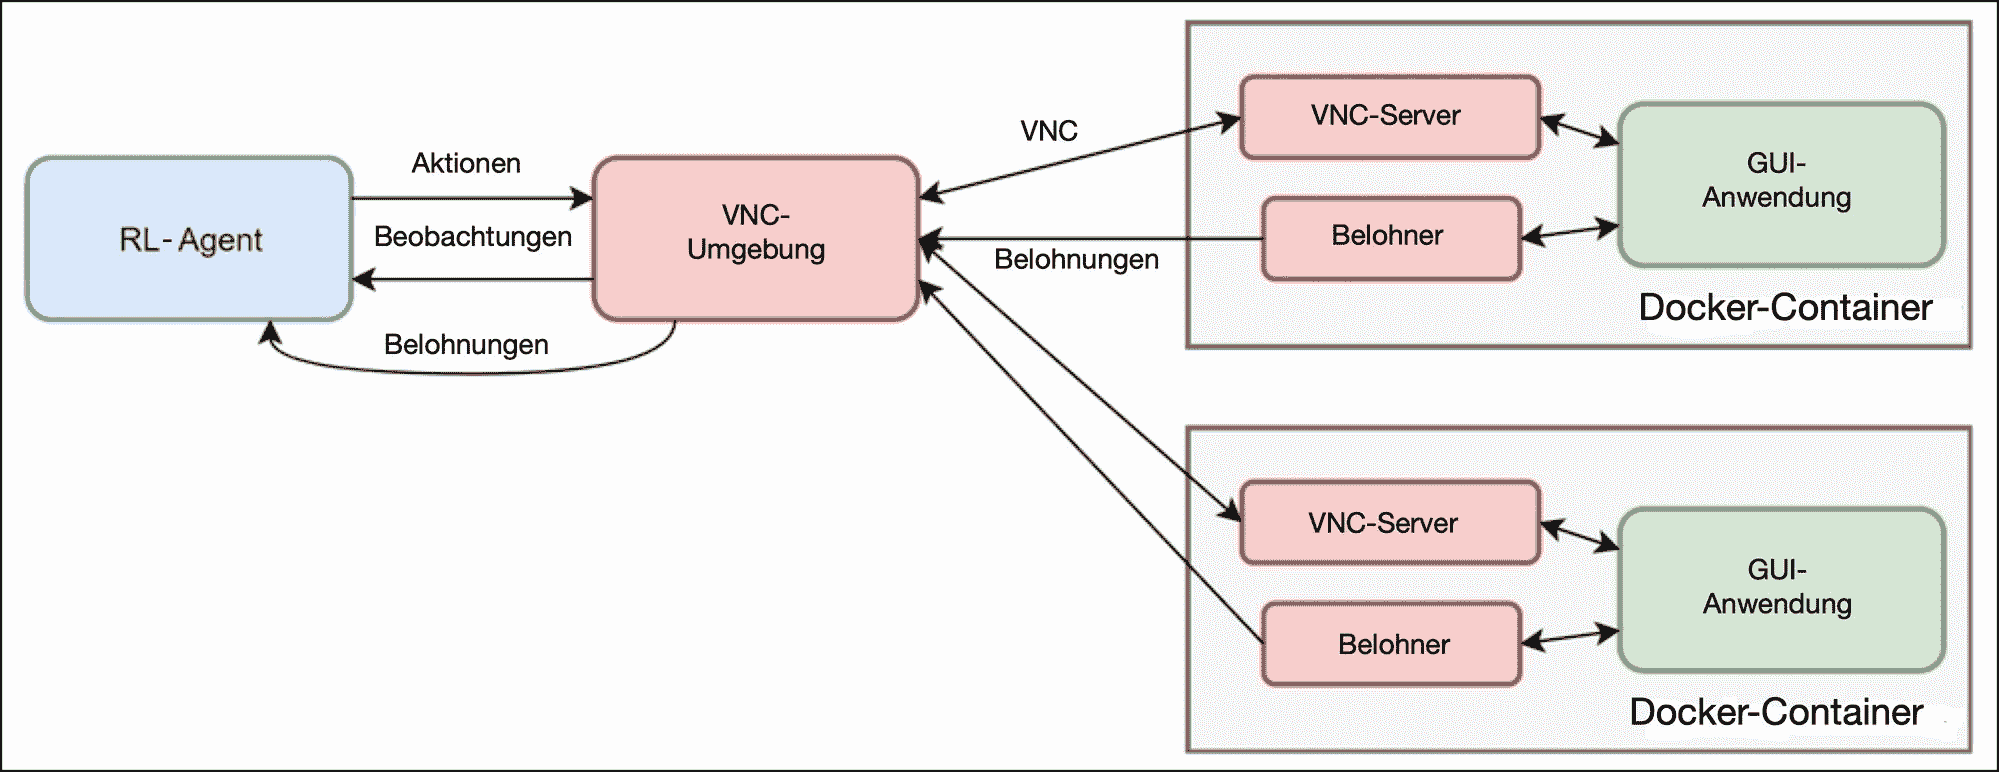 RL-Agent
Aktionen
Beobachtungen
Belohnungen
VNC-
Umgebung
VNC
Belohnungen
VNC-Server
Belohner
GUI-
Anwendung
Docker-Container
VNC-Server
Belohner
GUI-
Anwendung
Docker-Container